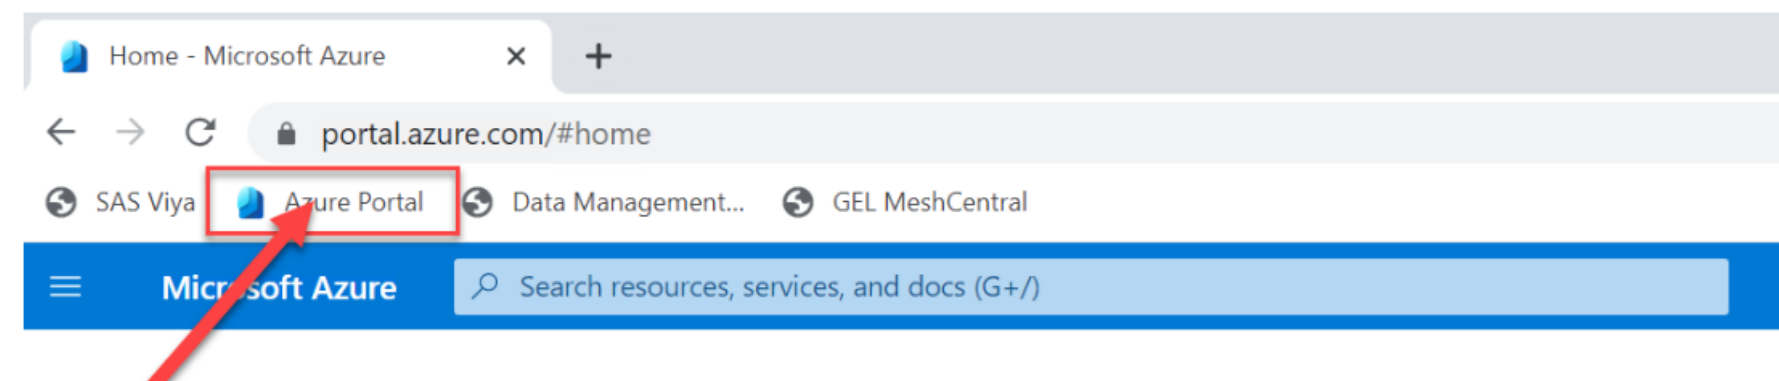 Home - Microsoft Azure
portal.azure.com/#home
SAS Viya Azure Portal Data Management... GEL MeshCentral
Microsoft Azure Search resources, services, and docs (G+/)